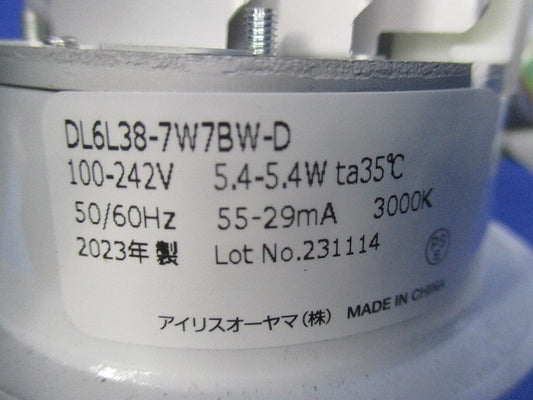 DL6L38-7W7BW-D
100-242V 5.4-5.4W ta35℃
50/60Hz 55-29mA 3000K
2023年 製 Lot No.231114
PS
E
アイリスオーヤマ(株) MADE IN CHINA